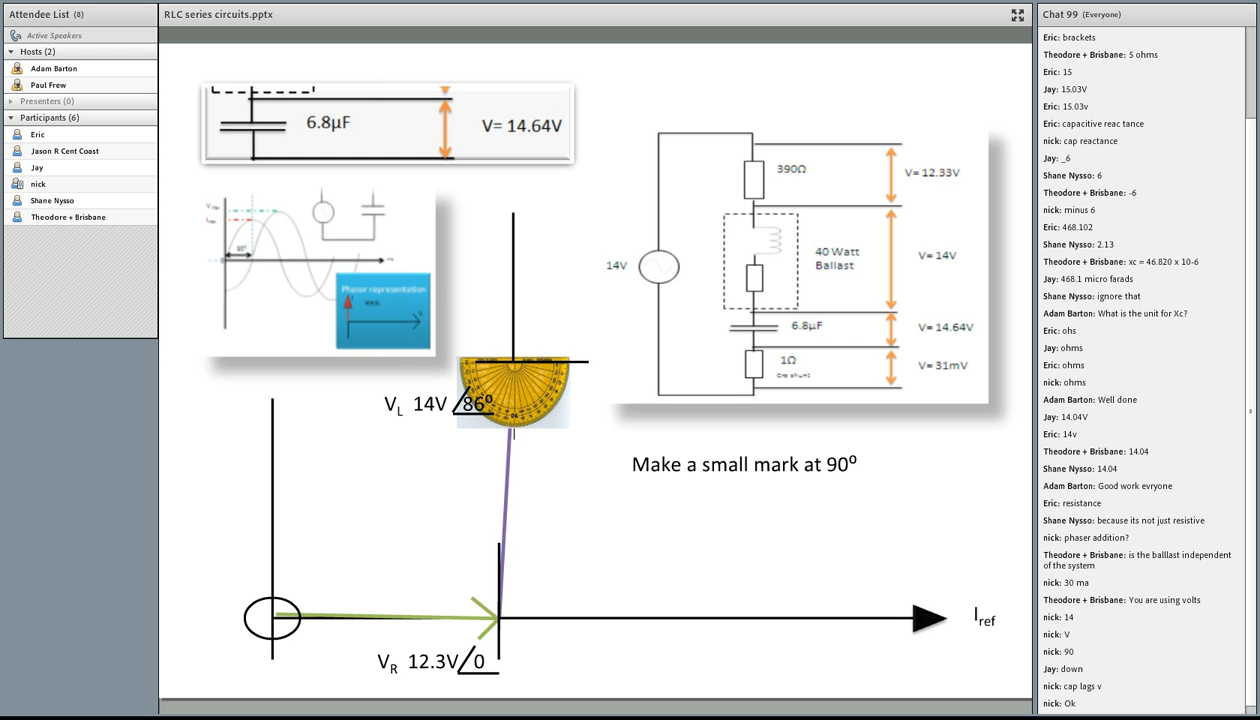 Attendee List (8)
Active Speakers
Hosts (2)
Adam Barton
Paul Frew
Presenters (0)
Participants (6)
Eric
Jason R Cent Coast
Jay
nick
Shane Nysso
Theodore + Brisbane
RLC series circuits.pptx
6.8µF
V= 14.64V
90°
Phasor representation
14V
390Ω
V= 12.33V
40 Watt
Ballast
V= 14V
6.8µF
V= 14.64V
1Ω
V= 31mV
VL 14V 86⁰
Make a small mark at 90⁰
Iref
VR 12.3V 0
Chat 99 (Everyone)
Eric: brackets
Theodore + Brisbane: 5 ohms
Eric: 15
Jay: 15.03V
Eric: 15.03v
Eric: capacitive reac tance
nick: cap reactance
Jay: _6
Shane Nysso: 6
Theodore + Brisbane: -6
nick: minus 6
Eric: 468.102
Shane Nysso: 2.13
Theodore + Brisbane: xc = 46.820 x 10-6
Jay: 468.1 micro farads
Shane Nysso: ignore that
Adam Barton: What is the unit for Xc?
Eric: ohs
Jay: ohms
Eric: ohms
nick: ohms
Adam Barton: Well done
Jay: 14.04V
Eric: 14v
Theodore + Brisbane: 14.04
Shane Nysso: 14.04
Adam Barton: Good work evryone
Eric: resistance
Shane Nysso: because its not just resistive
nick: phaser addition?
Theodore + Brisbane: is the balllast independent
of the system
nick: 30 ma
Theodore + Brisbane: You are using volts
nick: 14
nick: V
nick: 90
Jay: down
nick: cap lags v
nick: Ok